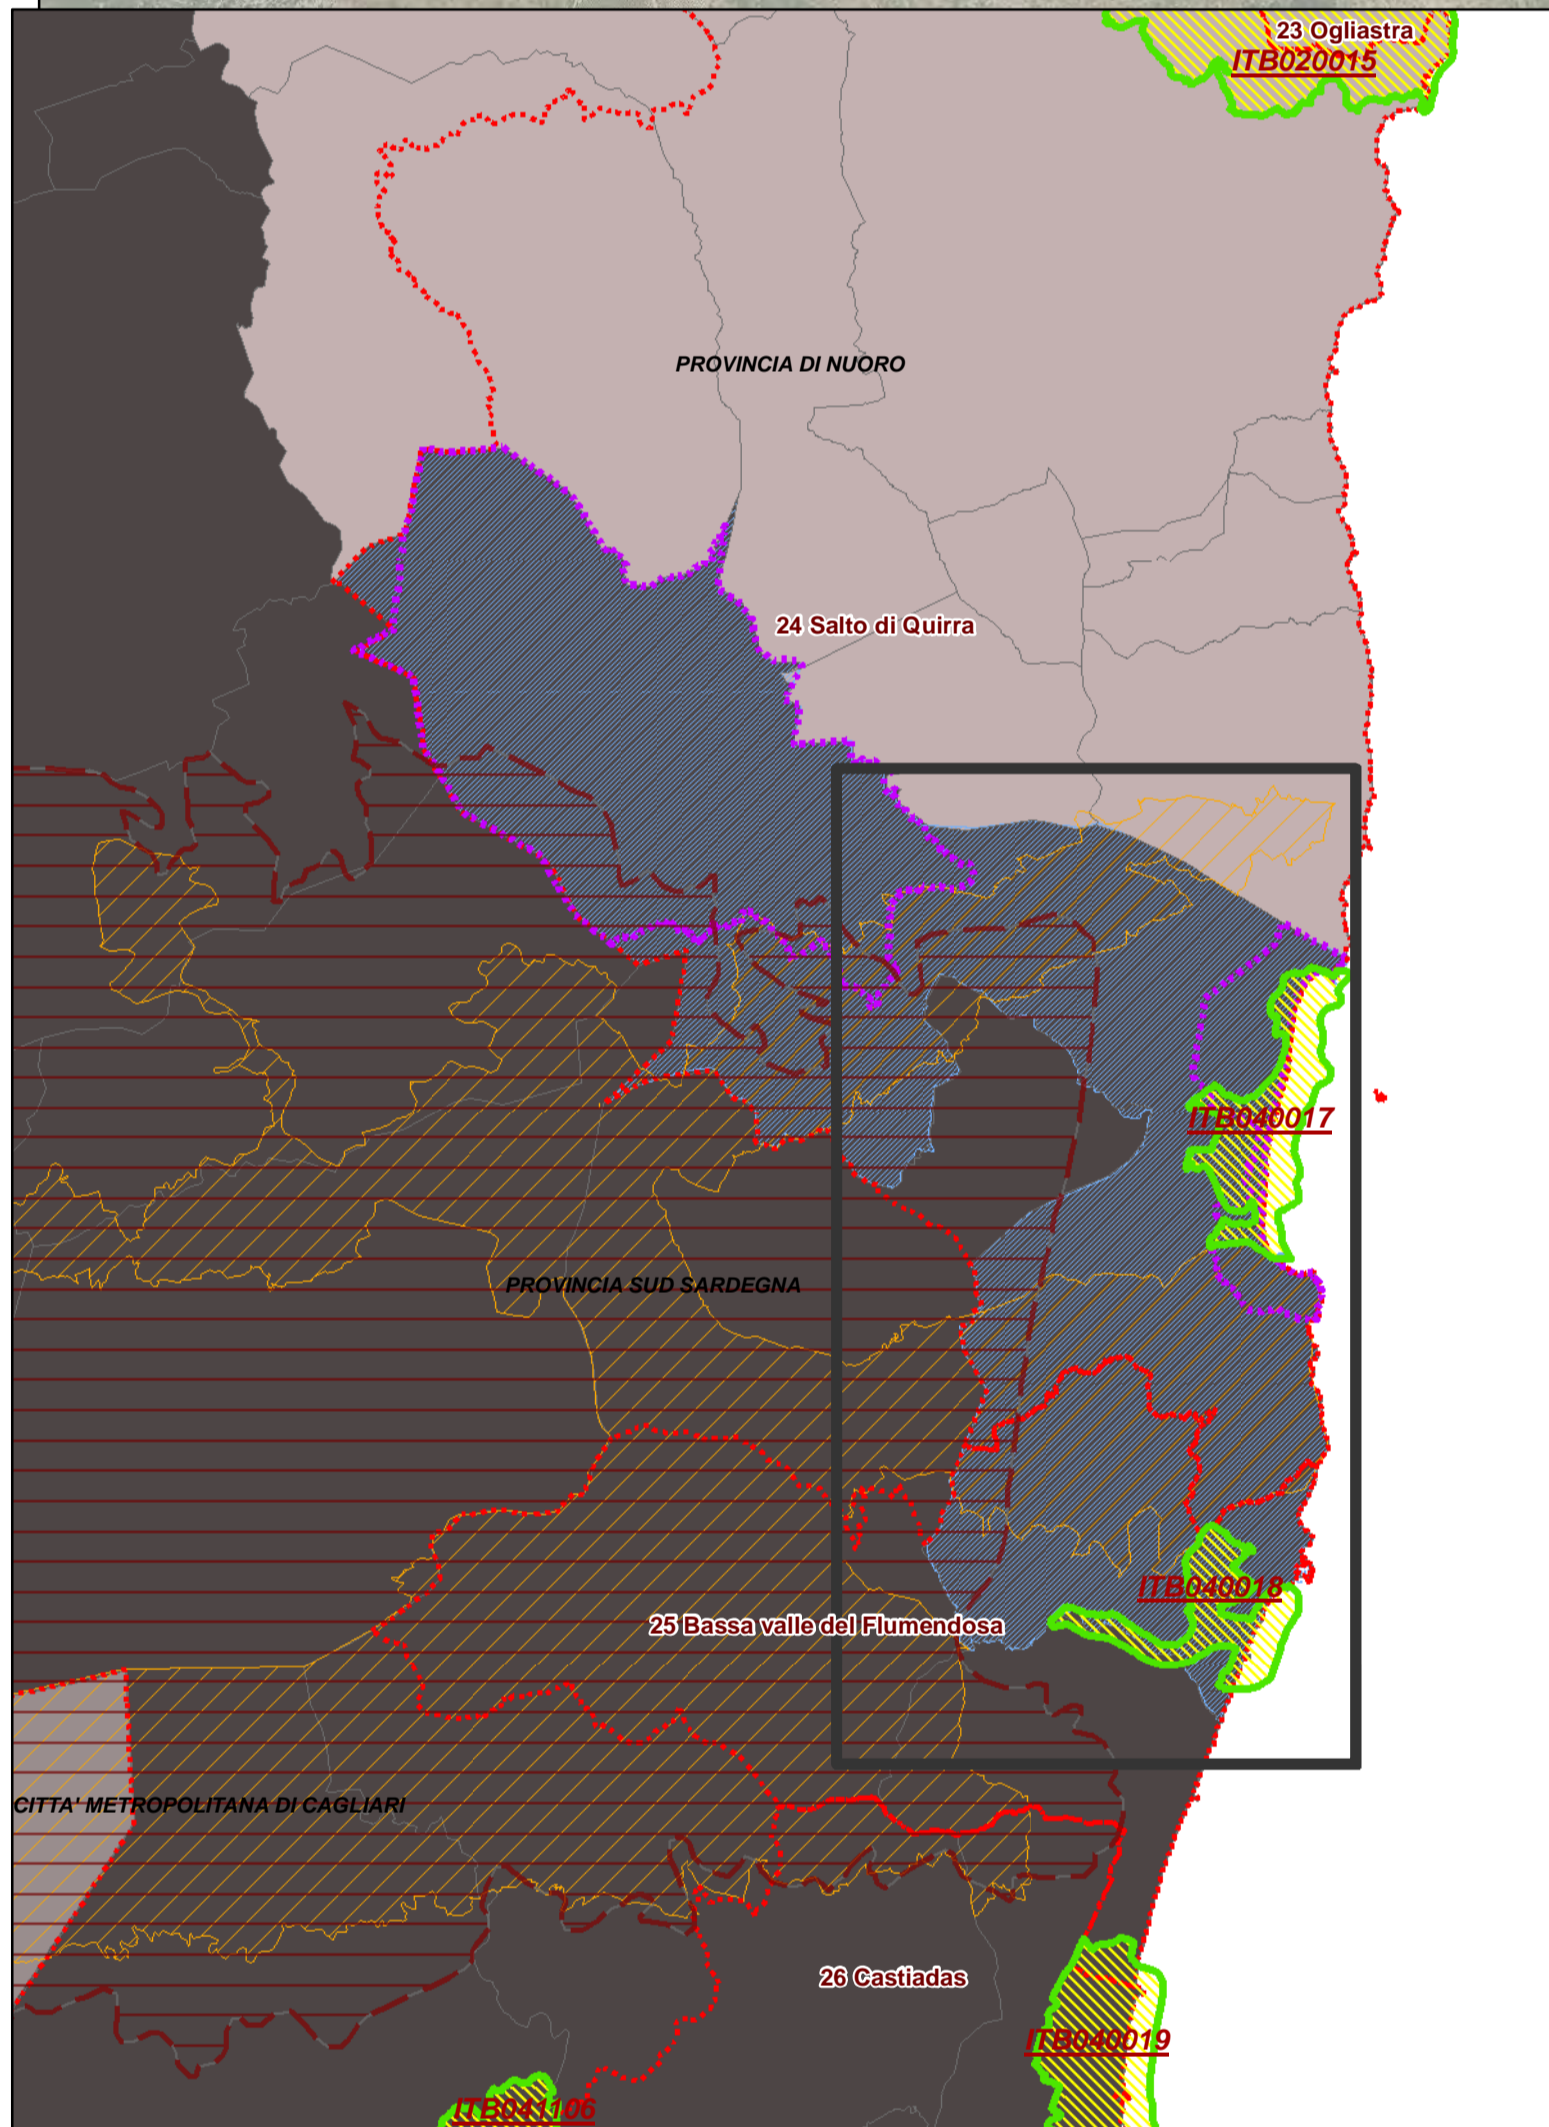 23 Ogliastra
ITB020015
PROVINCIA DI NUORO
24 Salto di Quirra
ITB040017
PROVINCIA SUD SARDEGNA
ITB040018
25 Bassa valle del Flumendosa
CITTA' METROPOLITANA DI CAGLIARI
26 Castiadas
ITB040019
ITB041106